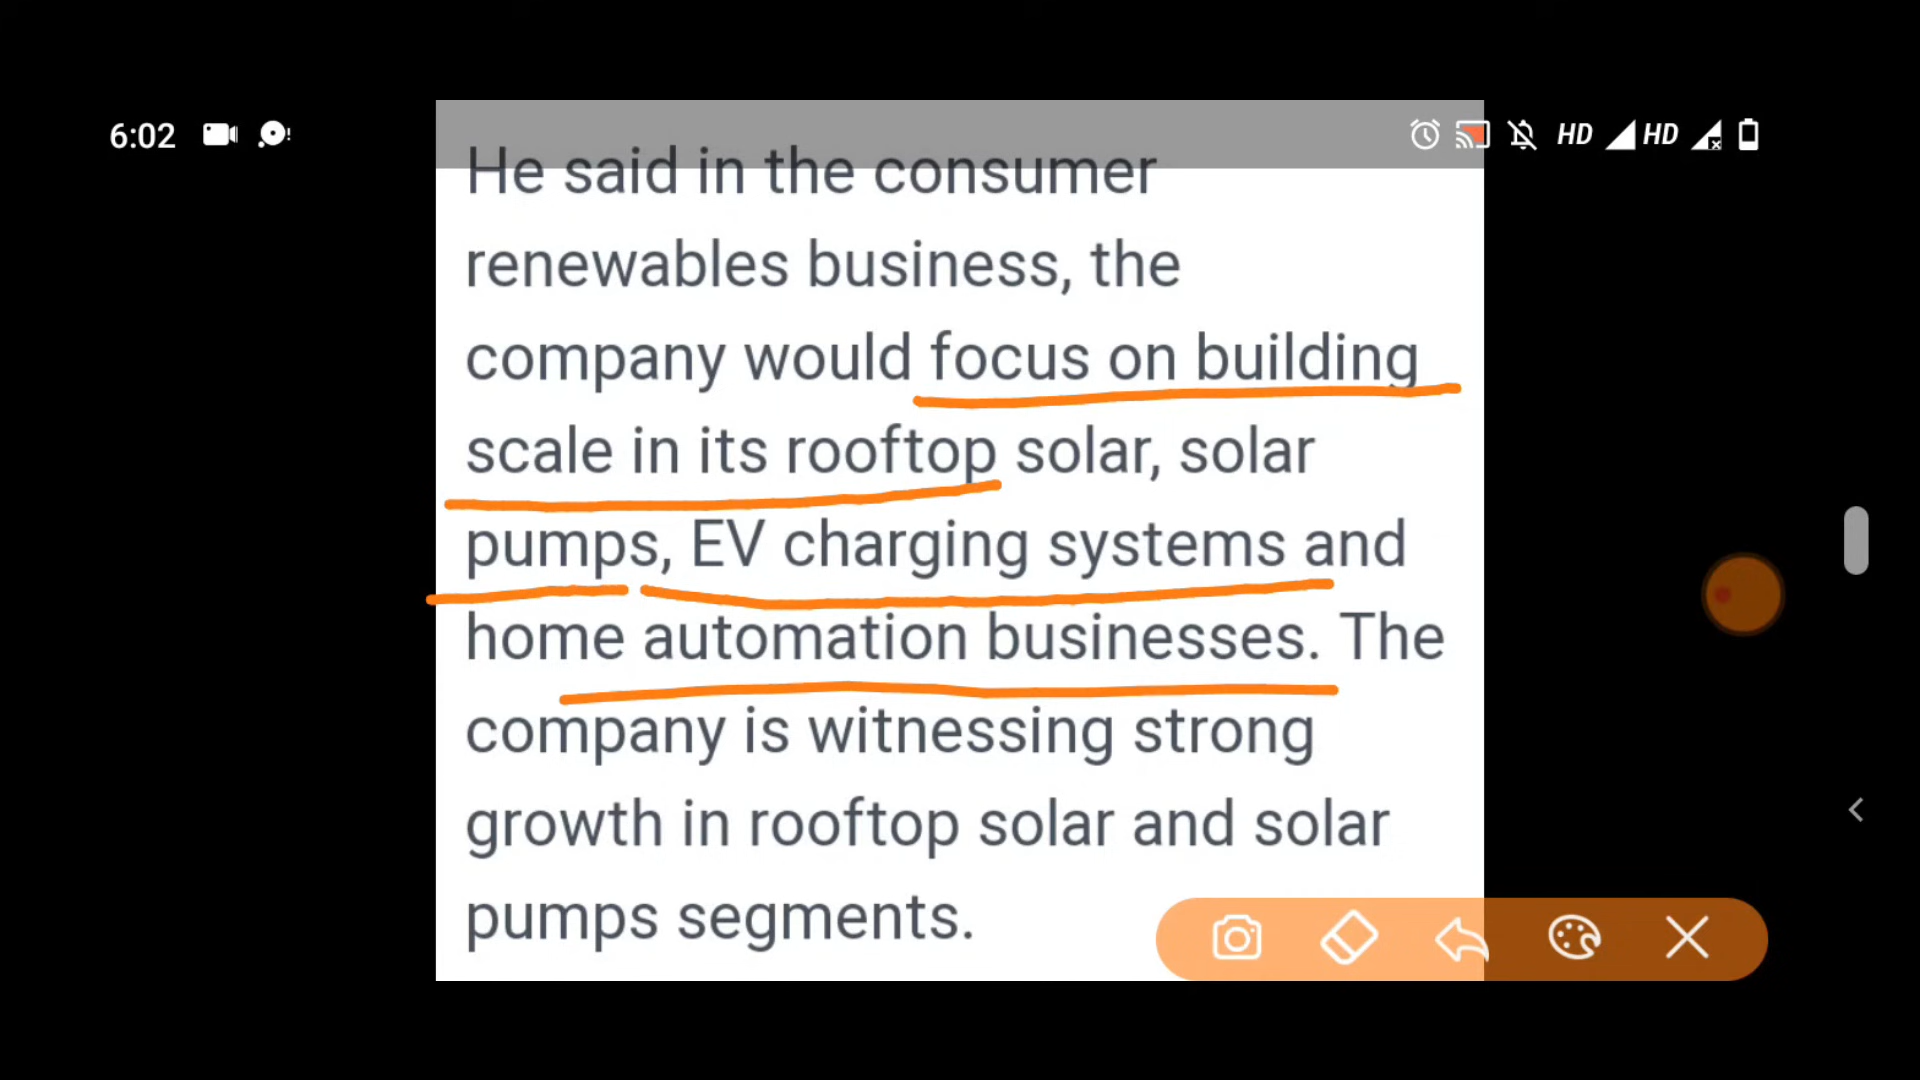 6:02
HD HD
He said in the consumer
renewables business, the
company would focus on building
scale in its rooftop solar, solar
pumps, EV charging systems and
home automation businesses. The
company is witnessing strong
growth in rooftop solar and solar
pumps segments.